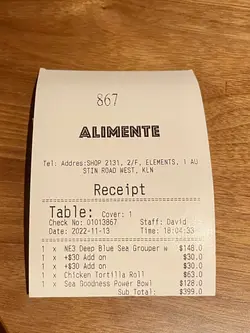 867
ALIMENTE
Tel: Addres:SHOP 2131, 2/F, ELEMENTS, 1 AU
STIN ROAD WEST, KLN
Receipt
Table: Cover: 1
Check No: 01013867 Staff: David
Date: 2022-11-13 Time: 18:04:33
1 x NE3 Deep Blue Sea Grouper w $148.0
1 x +$30 Add on $30.0
1 x +$30 Add on $30.0
1 x Chicken Tortilla Roll $63.0
1 x Sea Goodness Power Bowl $128.0
Sub Total: $399.0